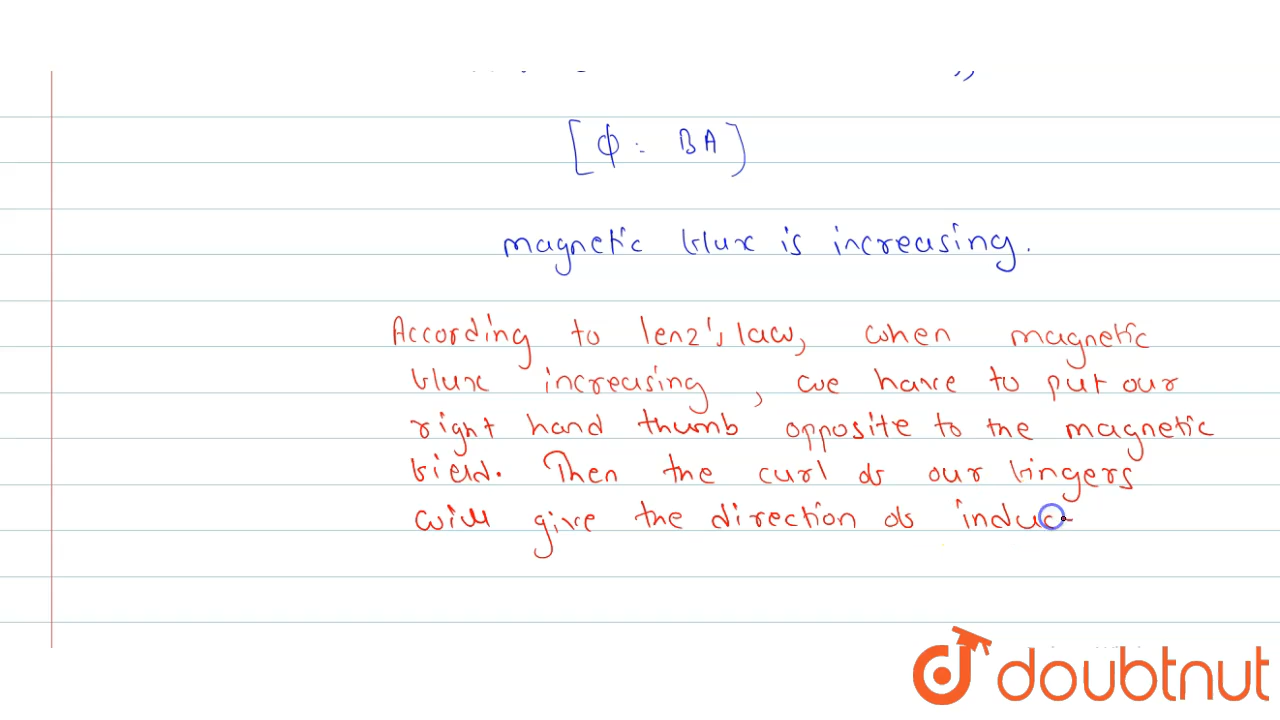 [ϕ = BA]
magnetic flux is increasing.
According to lenz's law, when magnetic
flux increasing, we have to put our
right hand thumb opposite to the magnetic
field. Then the curl of our fingers
will give the direction of induc
doubtnut